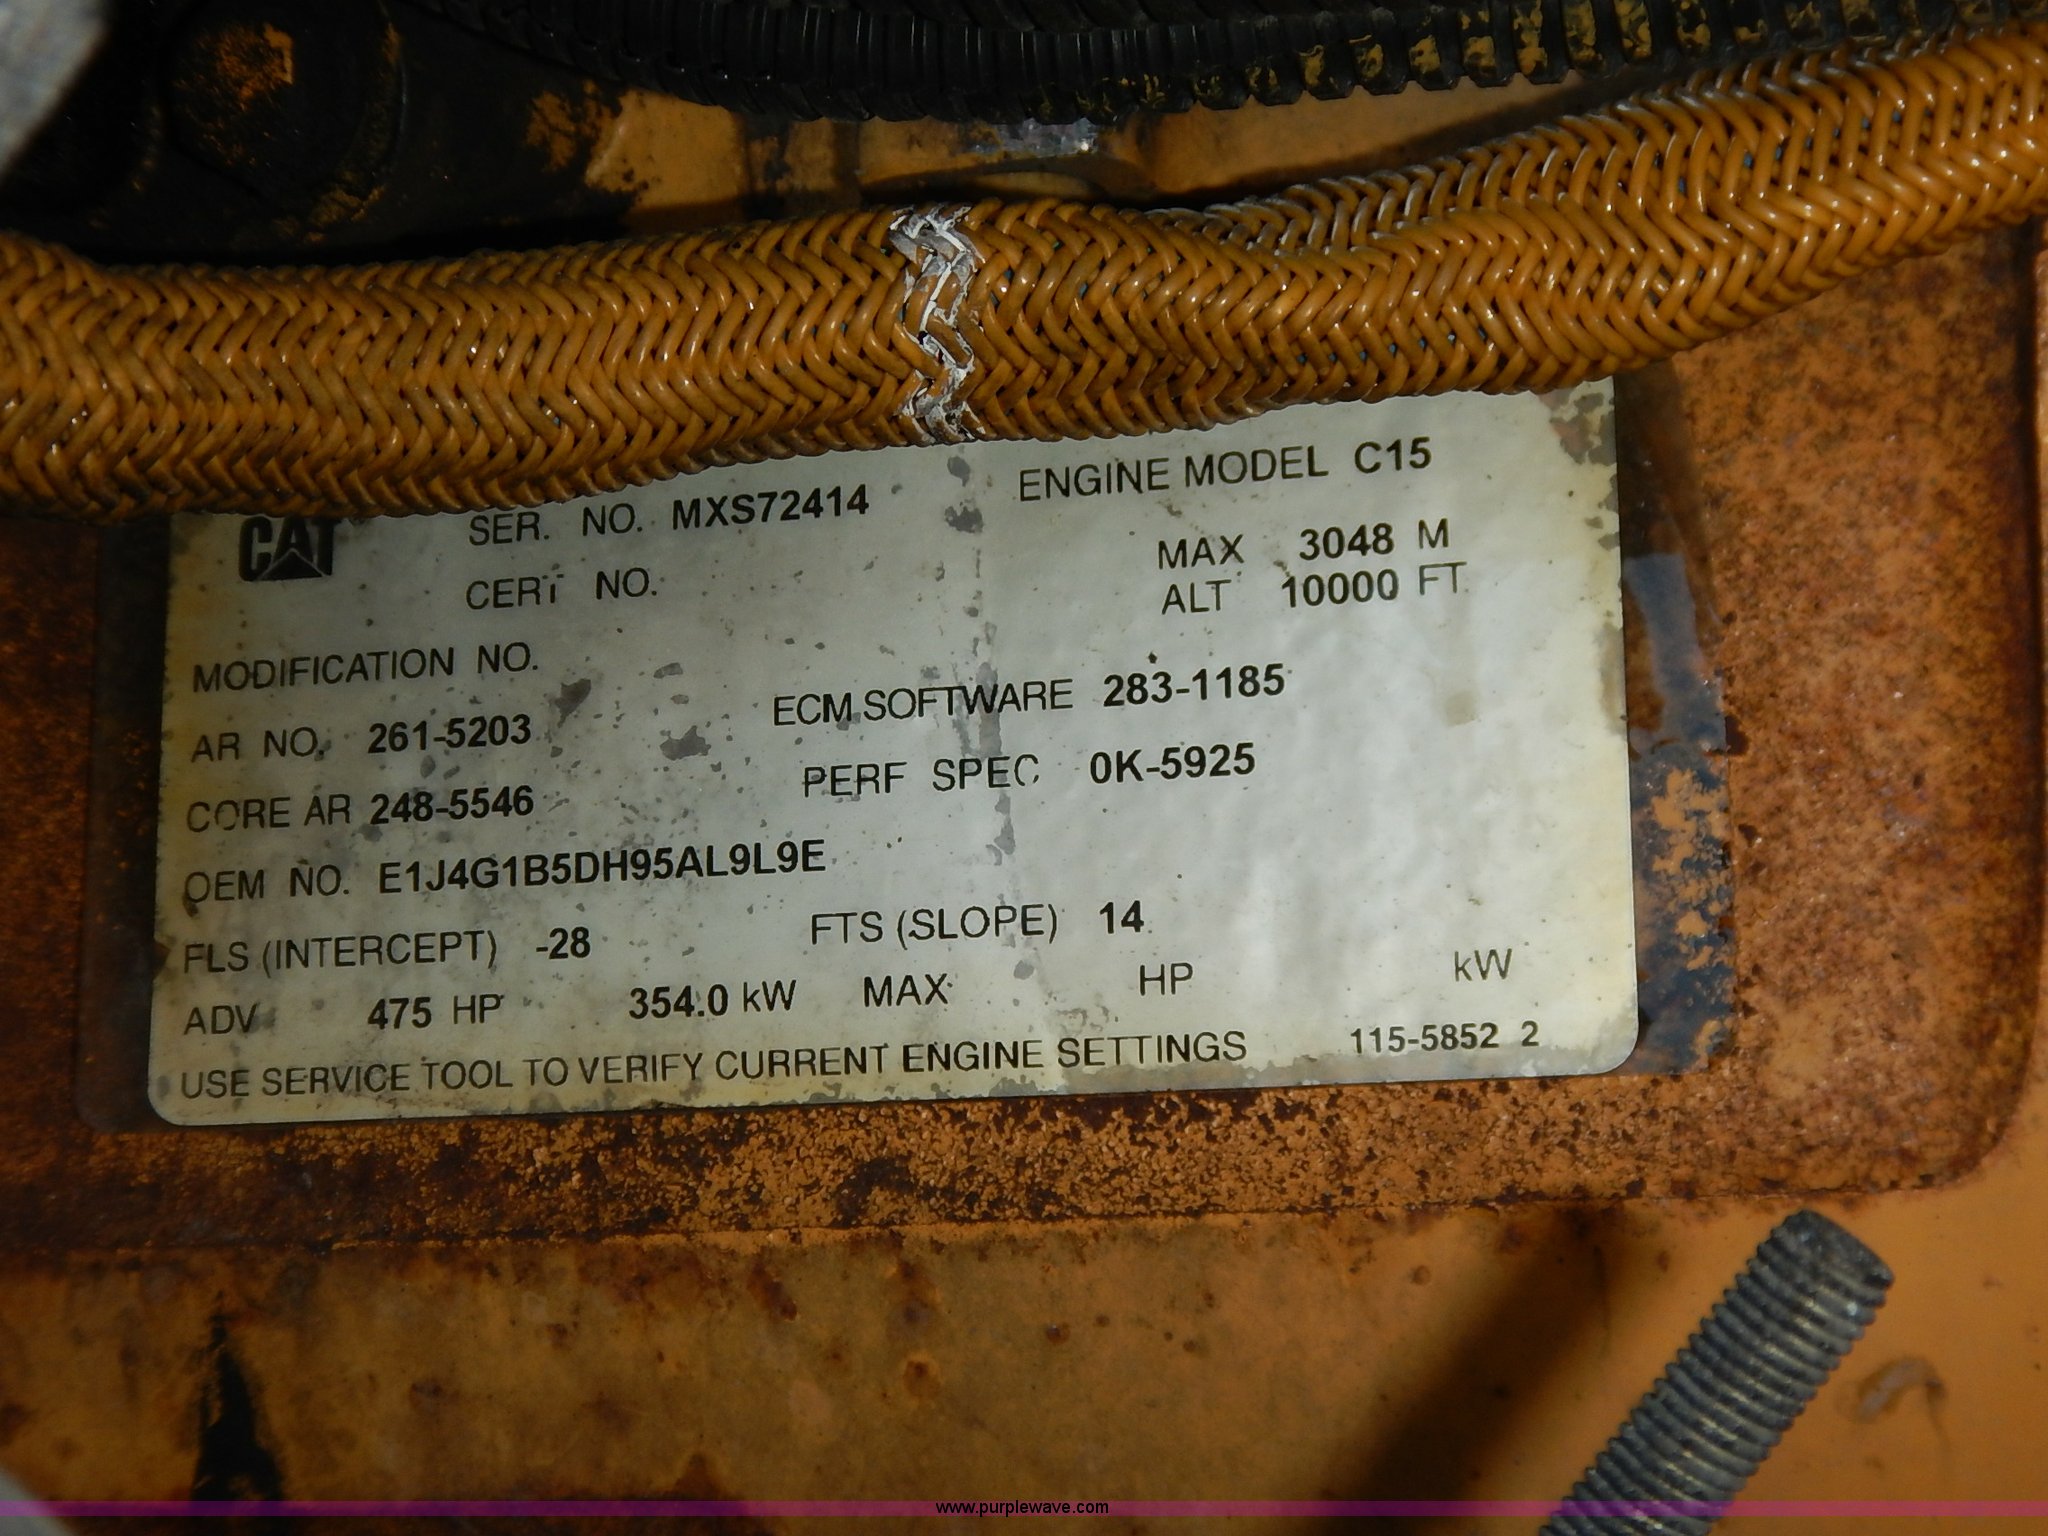 CAT
SER. NO. MXS72414 ENGINE MODEL C15
CERT NO. MAX 3048 M
ALT 10000 FT
MODIFICATION NO.
AR NO. 261-5203 ECM SOFTWARE 283-1185
CORE AR 248-5546 PERF SPEC 0K-5925
OEM NO. E1J4G1B5DH95AL9L9E
FLS (INTERCEPT) -28 FTS (SLOPE) 14
ADV 475 HP 354.0 kW MAX HP kW
USE SERVICE TOOL TO VERIFY CURRENT ENGINE SETTINGS 115-5852 2
www.purplewave.com